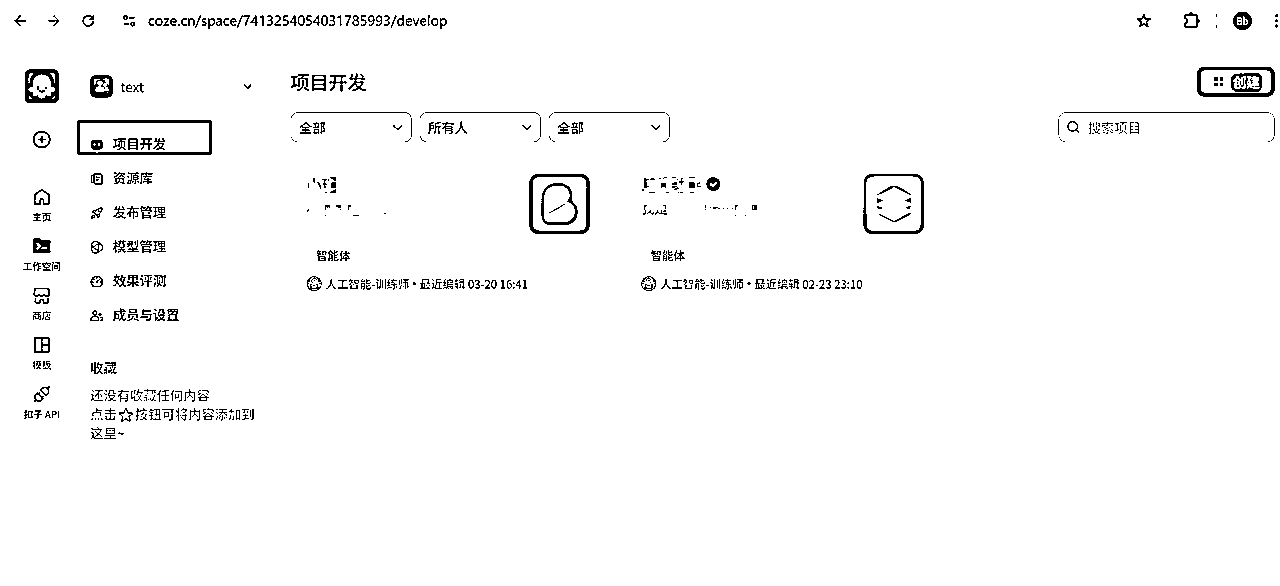 coze.cn/space/7413254054031785993/develop
Bb
text
项目开发
创建
项目开发
全部
所有人
全部
搜索项目
资源库
发布管理
模型管理
效果评测
成员与设置
主页
工作空间
商店
模板
扣子 API
智能体
人工智能-训练师 • 最近编辑 03-20 16:41
智能体
人工智能-训练师 • 最近编辑 02-23 23:10
收藏
还没有收藏任何内容
点击☆按钮可将内容添加到
这里~